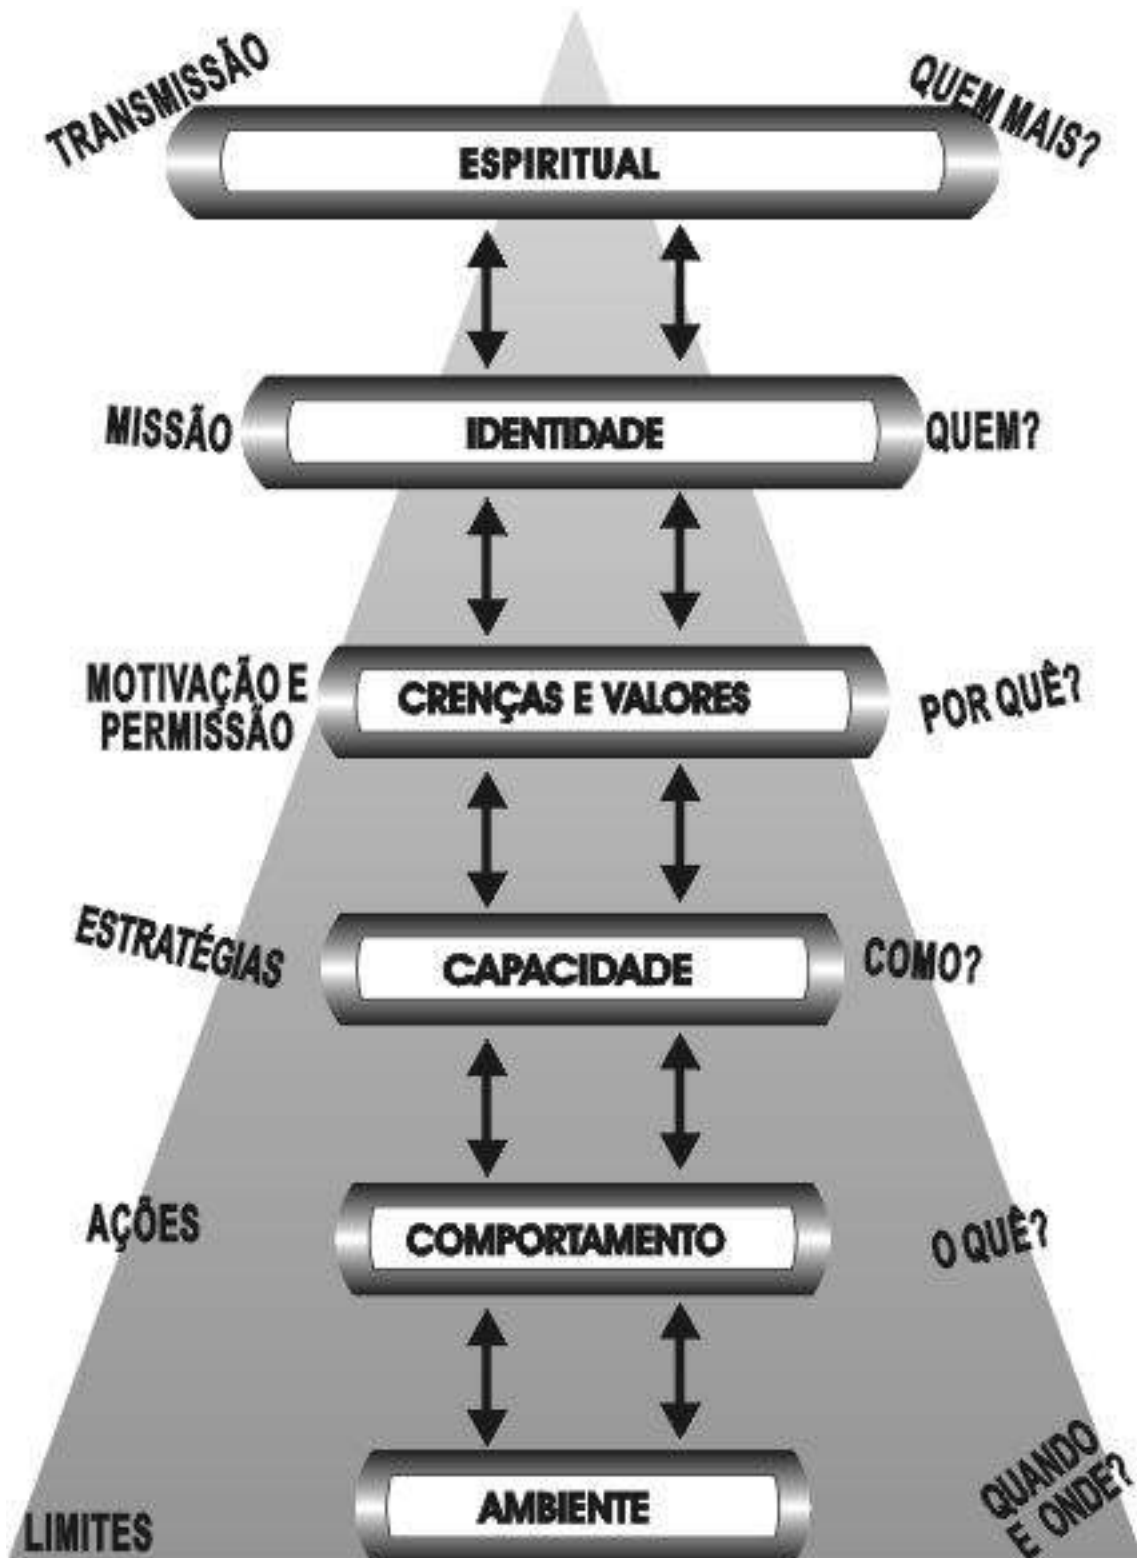 TRANSMISSÃO
QUEM MAIS?
ESPIRITUAL
MISSÃO
IDENTIDADE
QUEM?
MOTIVAÇÃO E
PERMISSÃO
CRENÇAS E VALORES
POR QUÊ?
ESTRATÉGIAS
CAPACIDADE
COMO?
AÇÕES
COMPORTAMENTO
O QUÊ?
LIMITES
AMBIENTE
QUANDO
E ONDE?